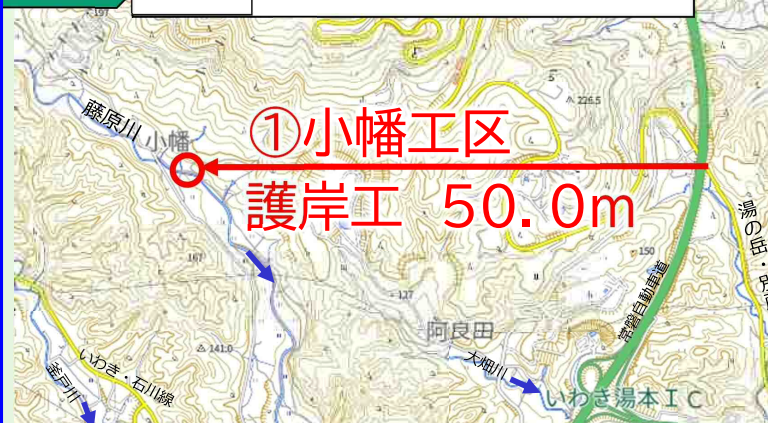 197
藤原川
小幡
①小幡工区
護岸工 50.0m
226.5
湯の岳・別
150
167
127
常磐自動車道
阿良田
141.0
大畑川
いわき・石川線
釜戸川
いわき湯本IC